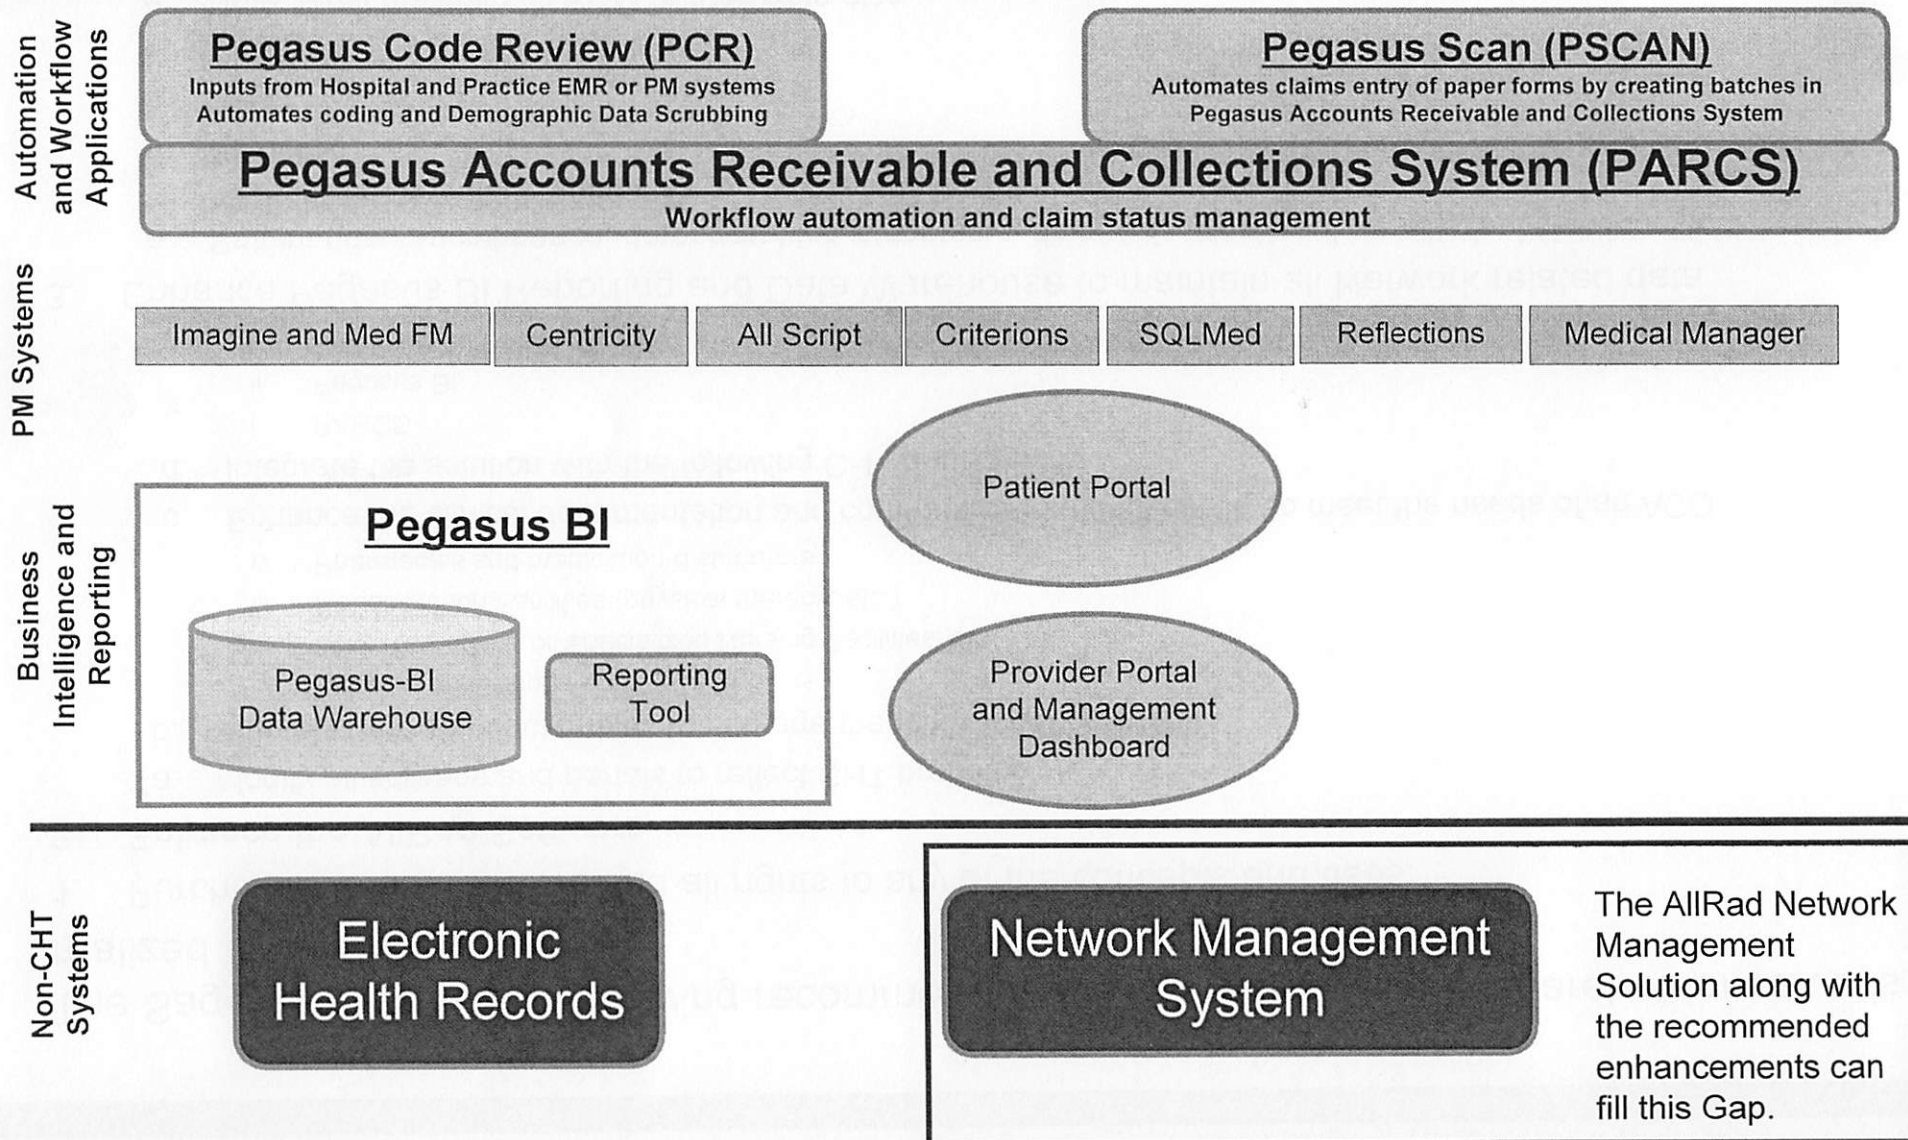 Automation
and Workflow
Applications
Pegasus Code Review (PCR)
Inputs from Hospital and Practice EMR or PM systems
Automates coding and Demographic Data Scrubbing
Pegasus Scan (PSCAN)
Automates claims entry of paper forms by creating batches in
Pegasus Accounts Receivable and Collections System
Pegasus Accounts Receivable and Collections System (PARCS)
Workflow automation and claim status management
PM Systems
Imagine and Med FM
Centricity
All Script
Criterions
SQLMed
Reflections
Medical Manager
Business
Intelligence and
Reporting
Pegasus BI
Pegasus-BI
Data Warehouse
Reporting
Tool
Patient Portal
Provider Portal
and Management
Dashboard
Non-CHT
Systems
Electronic
Health Records
Network Management
System
The AllRad Network
Management
Solution along with
the recommended
enhancements can
fill this Gap.